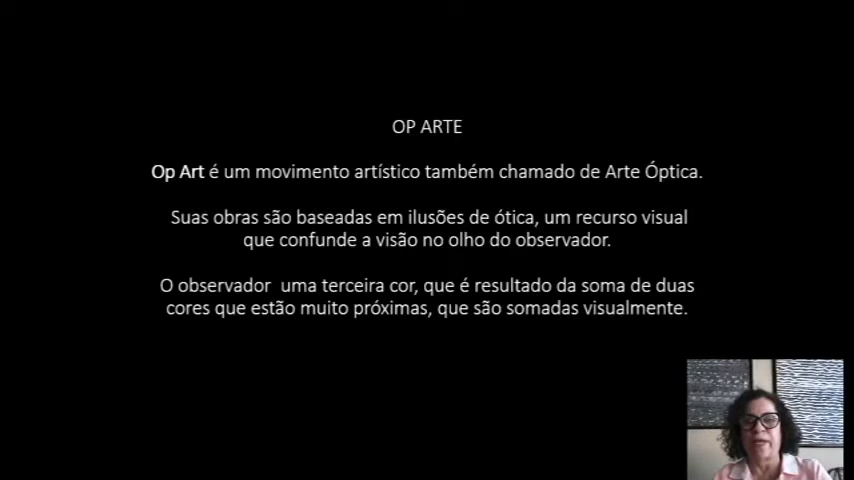 OP ARTE
Op Art é um movimento artístico também chamado de Arte Óptica.
Suas obras são baseadas em ilusões de ótica, um recurso visual
que confunde a visão no olho do observador.
O observador  uma terceira cor, que é resultado da soma de duas
cores que estão muito próximas, que são somadas visualmente.